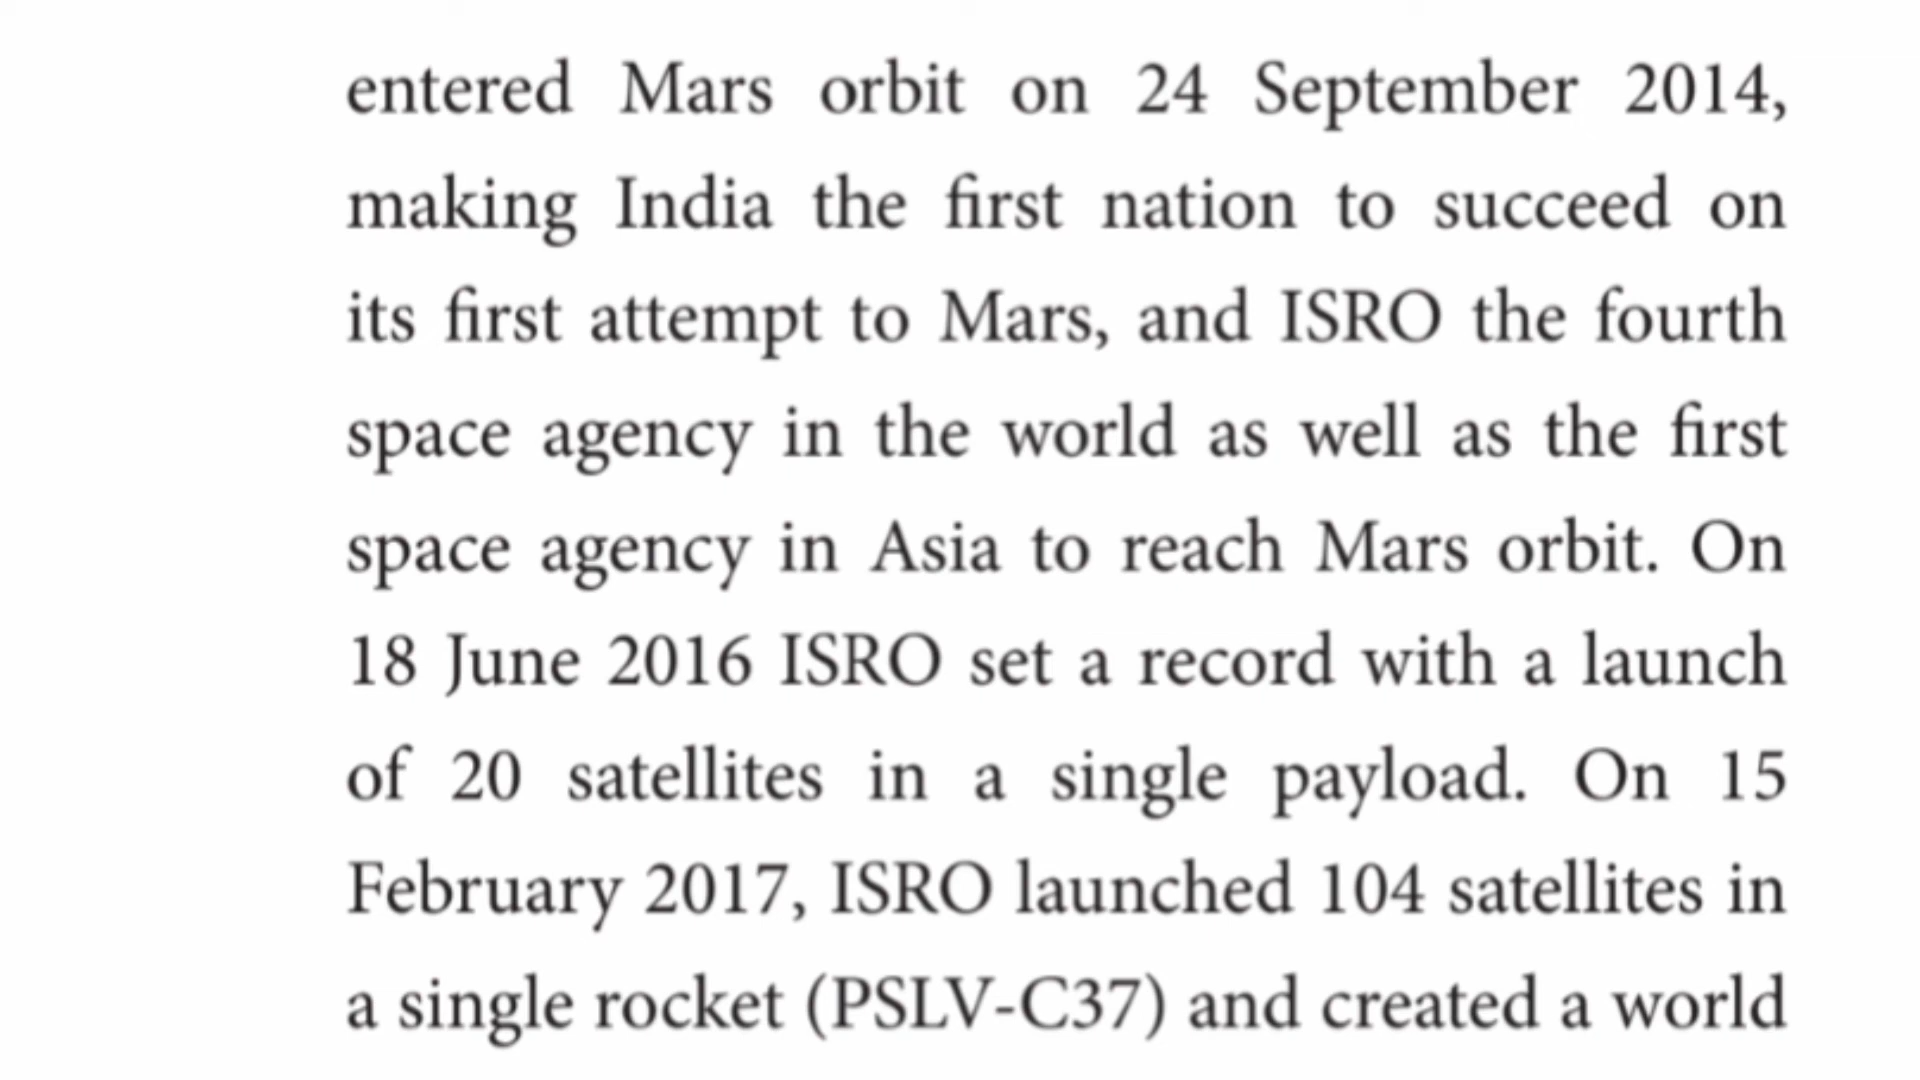 entered Mars orbit on 24 September 2014,
making India the first nation to succeed on
its first attempt to Mars, and ISRO the fourth
space agency in the world as well as the first
space agency in Asia to reach Mars orbit. On
18 June 2016 ISRO set a record with a launch
of 20 satellites in a single payload. On 15
February 2017, ISRO launched 104 satellites in
a single rocket (PSLV-C37) and created a world